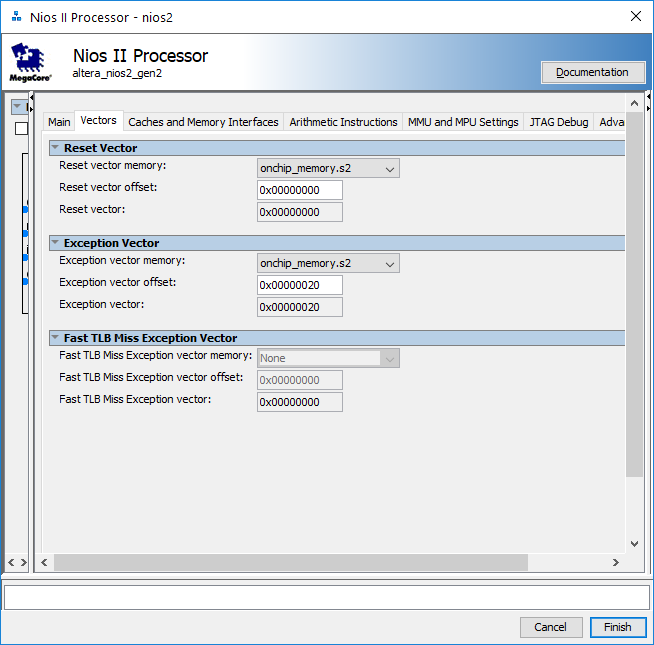 Nios II Processor - nios2
MegaCore®
Nios II Processor
altera_nios2_gen2
Documentation
Main Vectors Caches and Memory Interfaces Arithmetic Instructions MMU and MPU Settings JTAG Debug Adva
Reset Vector
Reset vector memory: onchip_memory.s2
Reset vector offset: 0x00000000
Reset vector: 0x00000000
Exception Vector
Exception vector memory: onchip_memory.s2
Exception vector offset: 0x00000020
Exception vector: 0x00000020
Fast TLB Miss Exception Vector
Fast TLB Miss Exception vector memory: None
Fast TLB Miss Exception vector offset: 0x00000000
Fast TLB Miss Exception vector: 0x00000000
Cancel Finish